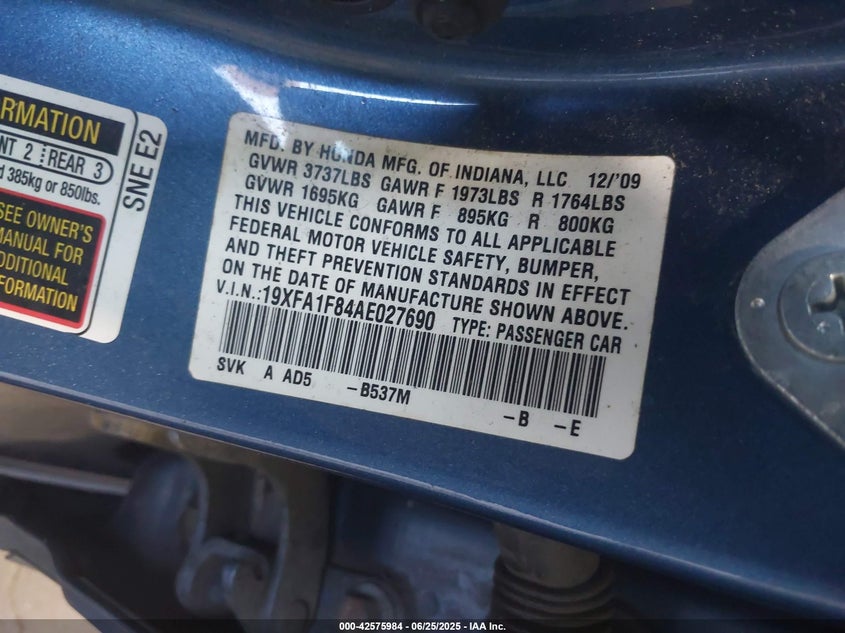 RMATION
NT 2 REAR 3
385kg or 850lbs.
SEE OWNER'S
MANUAL FOR
DDITIONAL
FORMATION
SNE E2
MFD. BY HONDA MFG. OF INDIANA, LLC 12/'09
GVWR 3737LBS GAWR F 1973LBS R 1764LBS
GVWR 1695KG GAWR F 895KG R 800KG
THIS VEHICLE CONFORMS TO ALL APPLICABLE
FEDERAL MOTOR VEHICLE SAFETY, BUMPER,
AND THEFT PREVENTION STANDARDS IN EFFECT
ON THE DATE OF MANUFACTURE SHOWN ABOVE.
V.I.N.:19XFA1F84AE027690 TYPE: PASSENGER CAR
SVK A AD5 -B537M -B -E
000-42575984 - 06/25/2025 - IAA Inc.